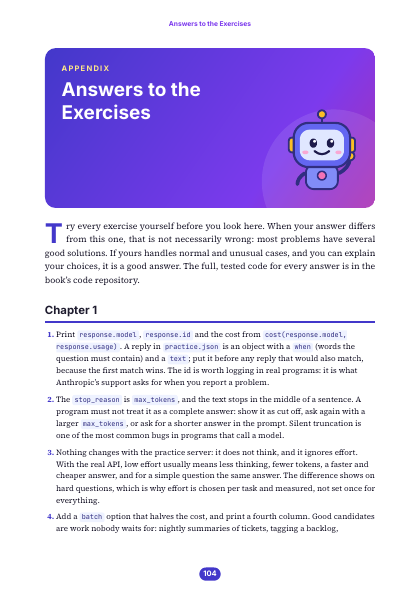 Answers to the Exercises
APPENDIX
Answers to the
Exercises
Try every exercise yourself before you look here. When your answer differs
from this one, that is not necessarily wrong: most problems have several
good solutions. If yours handles normal and unusual cases, and you can explain
your choices, it is a good answer. The full, tested code for every answer is in the
book's code repository.
Chapter 1
1. Print response.model, response.id and the cost from cost(response.model,
response.usage). A reply in practice.json is an object with a when (words the
question must contain) and a text; put it before any reply that would also match,
because the first match wins. The id is worth logging in real programs: it is what
Anthropic's support asks for when you report a problem.
2. The stop_reason is max_tokens, and the text stops in the middle of a sentence. A
program must not treat it as a complete answer: show it as cut off, ask again with a
larger max_tokens, or ask for a shorter answer in the prompt. Silent truncation is
one of the most common bugs in programs that call a model.
3. Nothing changes with the practice server: it does not think, and it ignores effort.
With the real API, low effort usually means less thinking, fewer tokens, a faster and
cheaper answer, and for a simple question the same answer. The difference shows on
hard questions, which is why effort is chosen per task and measured, not set once for
everything.
4. Add a batch option that halves the cost, and print a fourth column. Good candidates
are work nobody waits for: nightly summaries of tickets, tagging a backlog,
104